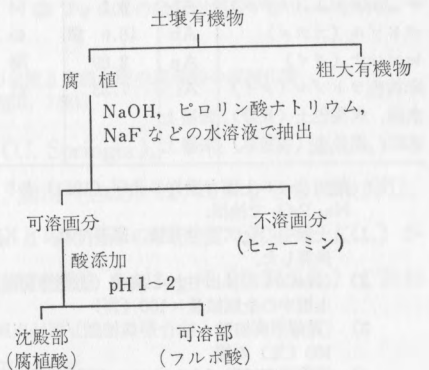 土壌有機物
腐植
粗大有機物
NaOH, ピロリン酸ナトリウム,
NaF などの水溶液で抽出
可溶画分
不溶画分
(ヒューミン)
酸添加
pH 1~2
沈殿部
(腐植酸)
可溶部
(フルボ酸)